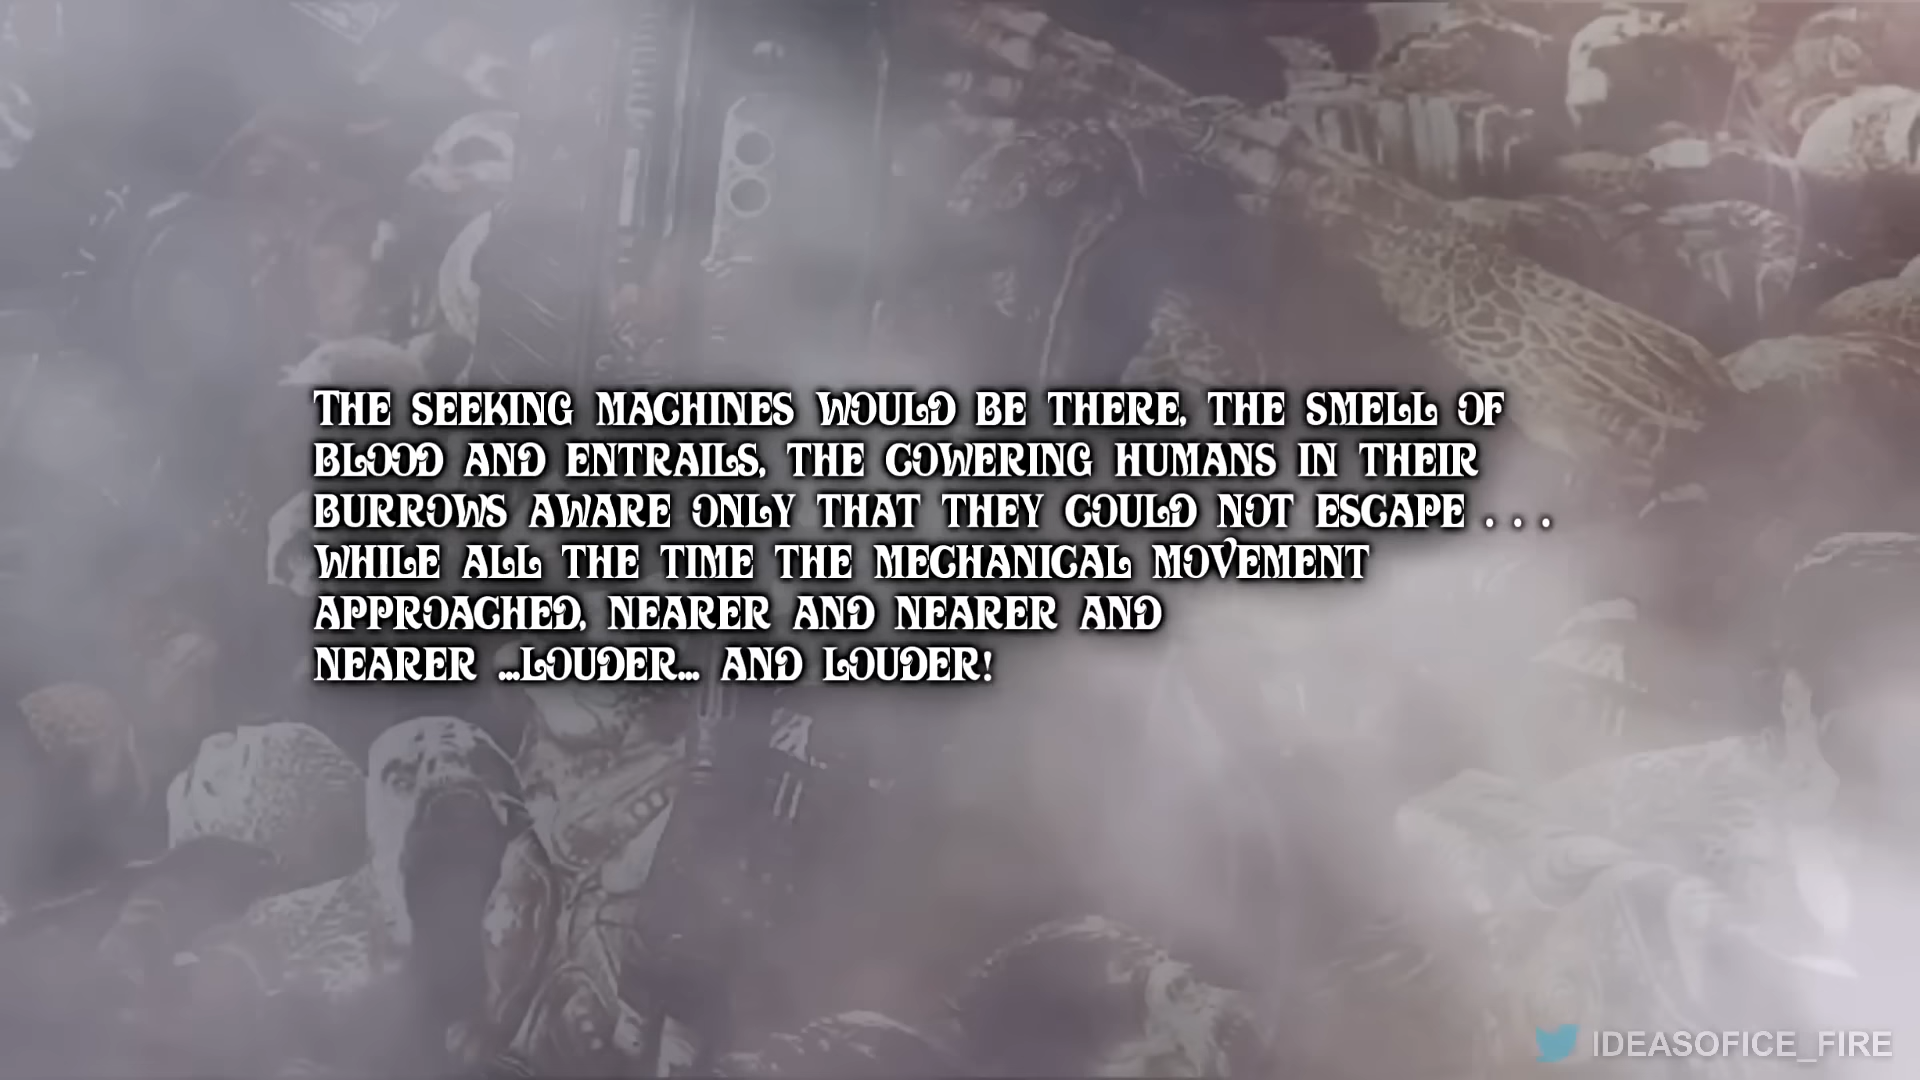 THE SEEKING MACHINES WOULD BE THERE, THE SMELL OF
BLOOD AND ENTRAILS, THE COWERING HUMANS IN THEIR
BURROWS AWARE ONLY THAT THEY COULD NOT ESCAPE . . .
WHILE ALL THE TIME THE MECHANICAL MOVEMENT
APPROACHED, NEARER AND NEARER AND
NEARER ...LOUDER... AND LOUDER!
IDEASOFICE_FIRE